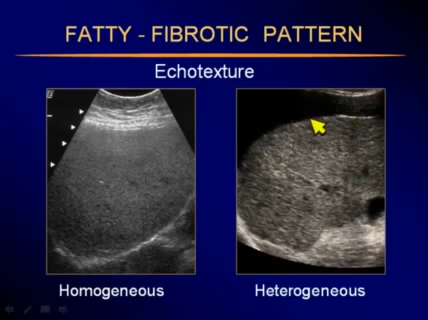 FATTY - FIBROTIC PATTERN
Echotexture
Homogeneous
Heterogeneous